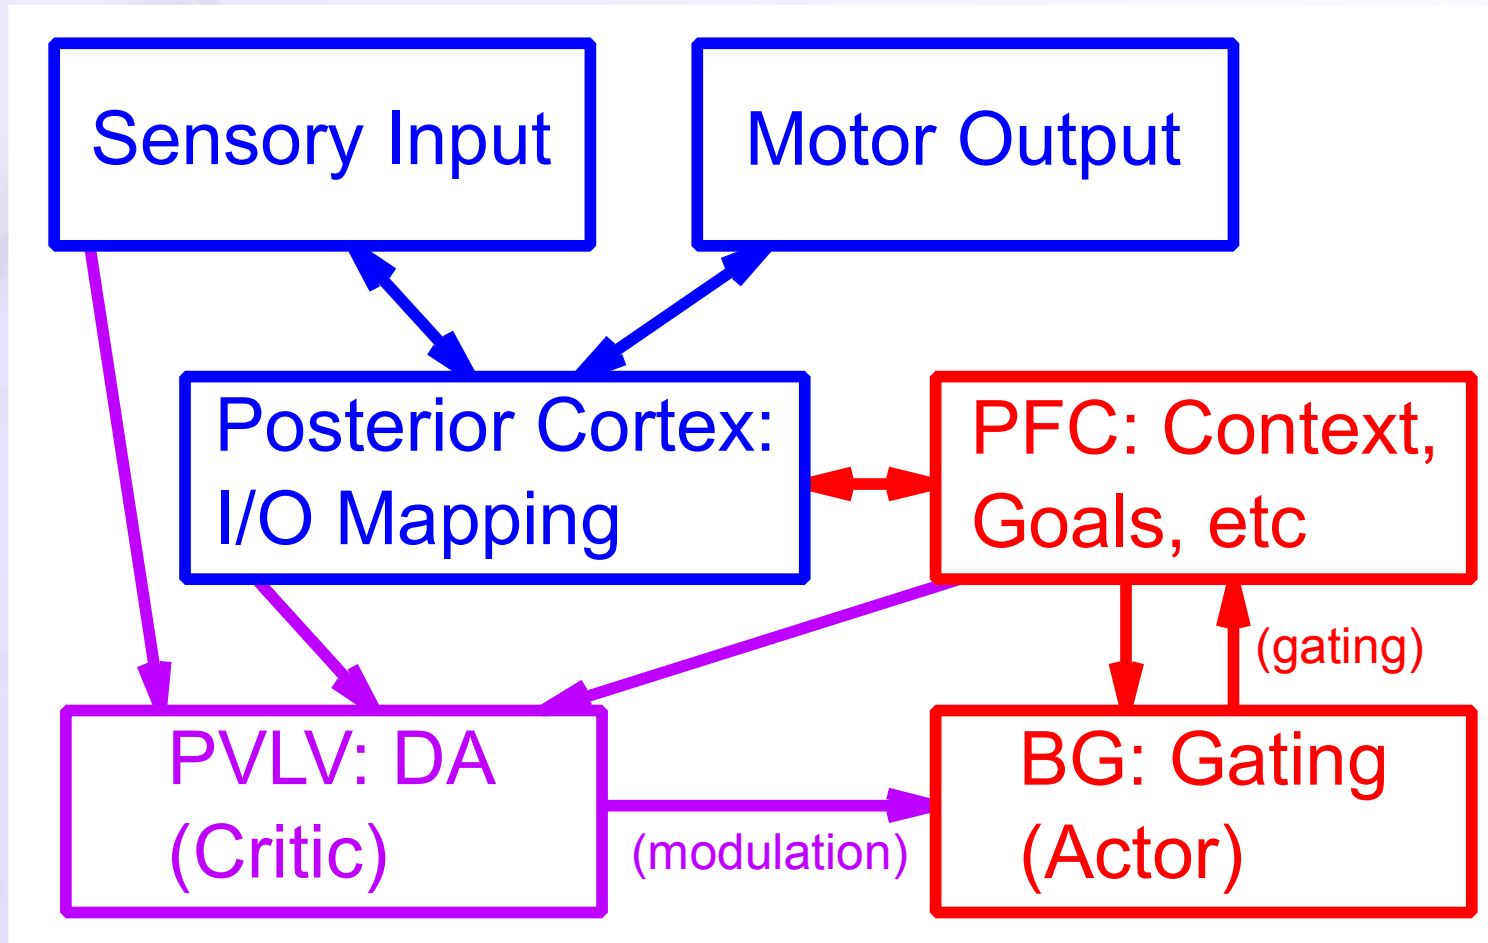 Sensory Input
Motor Output
Posterior Cortex:
I/O Mapping
PFC: Context,
Goals, etc
(gating)
PVLV: DA
(Critic)
(modulation)
BG: Gating
(Actor)